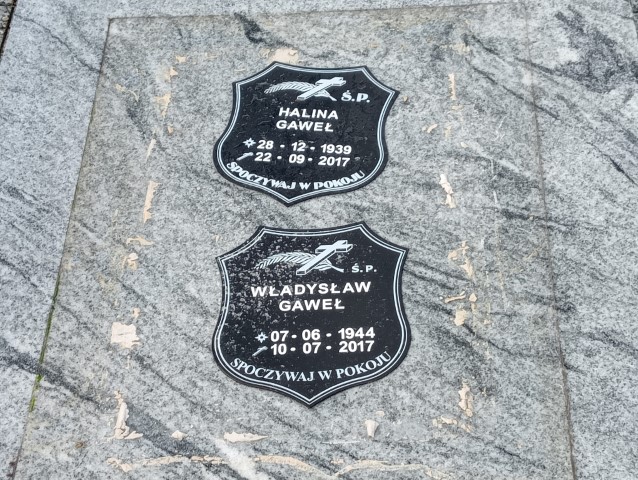 Ś.P.
HALINA
GAWEŁ
28 - 12 - 1939
22 - 09 - 2017
SPOCZYWAJ W POKOJU
Ś.P.
WŁADYSŁAW
GAWEŁ
07 - 06 - 1944
10 - 07 - 2017
SPOCZYWAJ W POKOJU